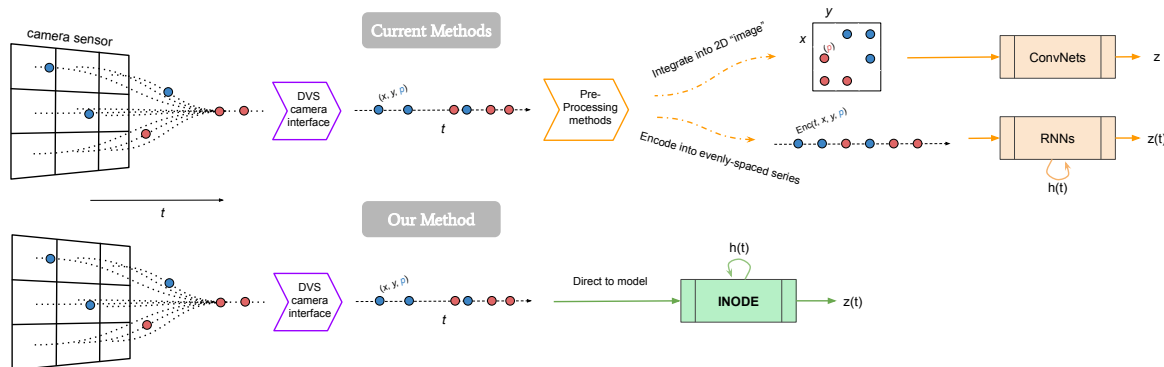 Current Methods
camera sensor
DVS
camera
interface
(x, y, p)
t
Pre-
Processing
methods
Integrate into 2D “image”
Encode into evenly-spaced series
y
x
(p)
Enc(t, x, y, p)
ConvNets
z
RNNs
z(t)
h(t)
t
Our Method
DVS
camera
interface
(x, y, p)
t
Direct to model
h(t)
INODE
z(t)